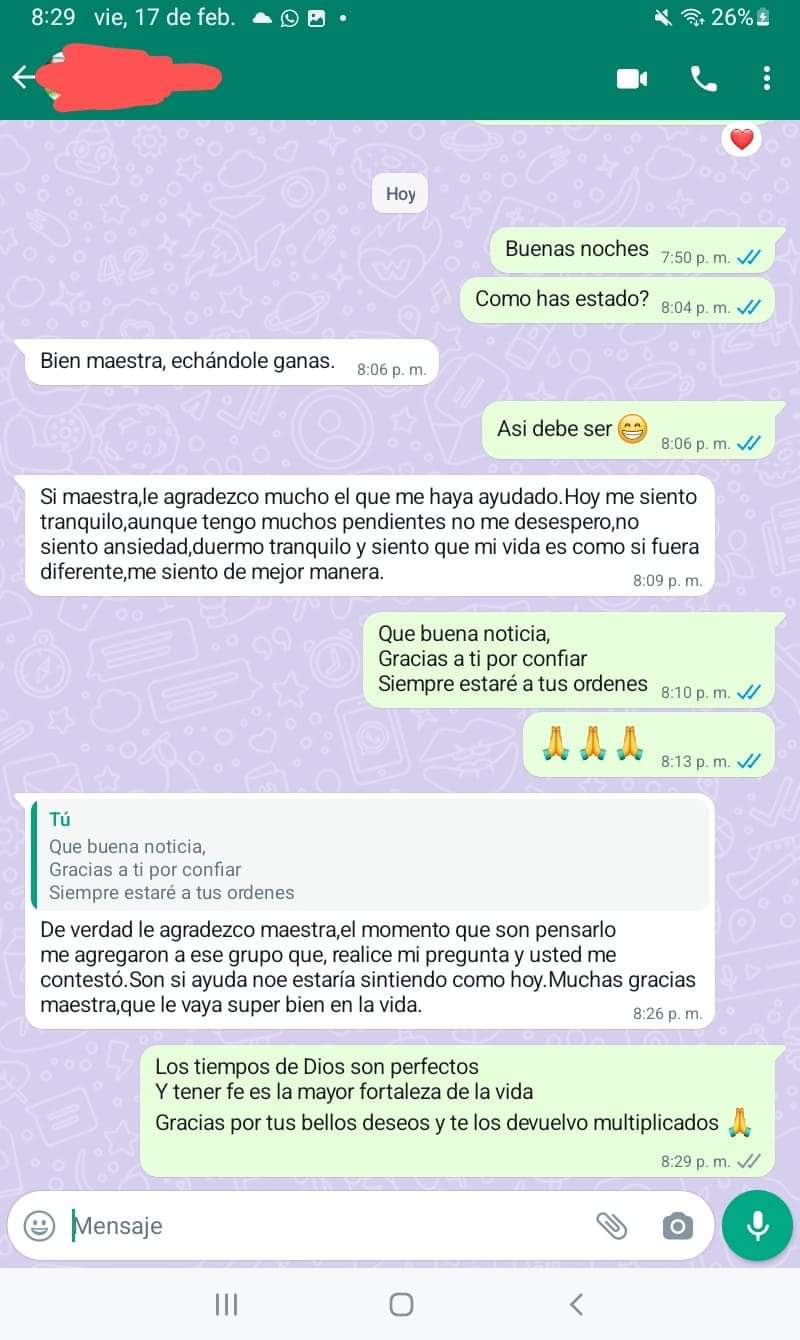 8:29 vie, 17 de feb. 26%
Hoy
Buenas noches 7:50 p. m.
Como has estado? 8:04 p. m.
Bien maestra, echándole ganas. 8:06 p. m.
Asi debe ser 😁 8:06 p. m.
Si maestra,le agradezco mucho el que me haya ayudado.Hoy me siento
tranquilo,aunque tengo muchos pendientes no me desespero,no
siento ansiedad,duermo tranquilo y siento que mi vida es como si fuera
diferente,me siento de mejor manera. 8:09 p. m.
Que buena noticia,
Gracias a ti por confiar
Siempre estaré a tus ordenes 8:10 p. m.
🙏🙏🙏 8:13 p. m.
Tú
Que buena noticia,
Gracias a ti por confiar
Siempre estaré a tus ordenes
De verdad le agradezco maestra,el momento que son pensarlo
me agregaron a ese grupo que, realice mi pregunta y usted me
contestó.Son si ayuda noe estaría sintiendo como hoy.Muchas gracias
maestra,que le vaya super bien en la vida. 8:26 p. m.
Los tiempos de Dios son perfectos
Y tener fe es la mayor fortaleza de la vida
Gracias por tus bellos deseos y te los devuelvo multiplicados 🙏
8:29 p. m.
Mensaje